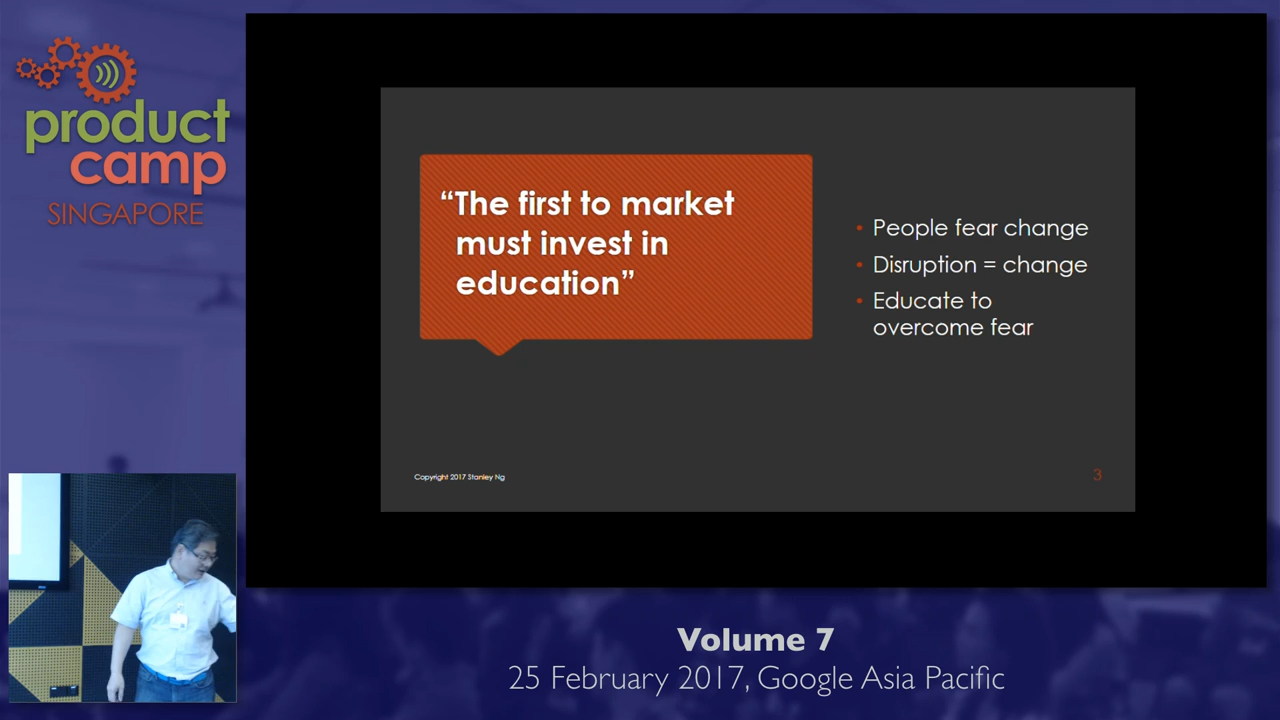 product
camp
SINGAPORE
“The first to market
must invest in
education”
• People fear change
• Disruption = change
• Educate to
overcome fear
Copyright 2017 Stanley Ng
3
Volume 7
25 February 2017, Google Asia Pacific